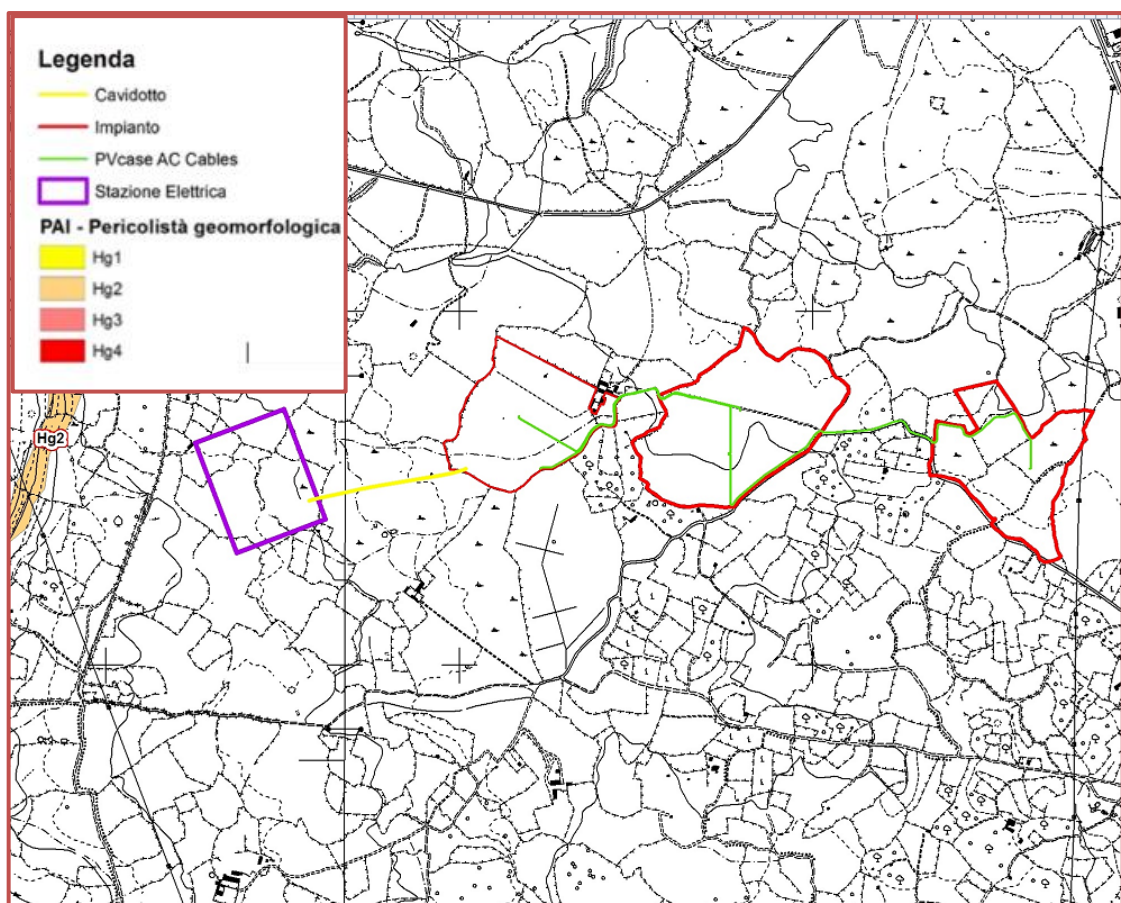 Legenda
Cavidotto
Impianto
PVcase AC Cables
Stazione Elettrica
PAI - Pericolistà geomorfologica
Hg1
Hg2
Hg3
Hg4
Hg2